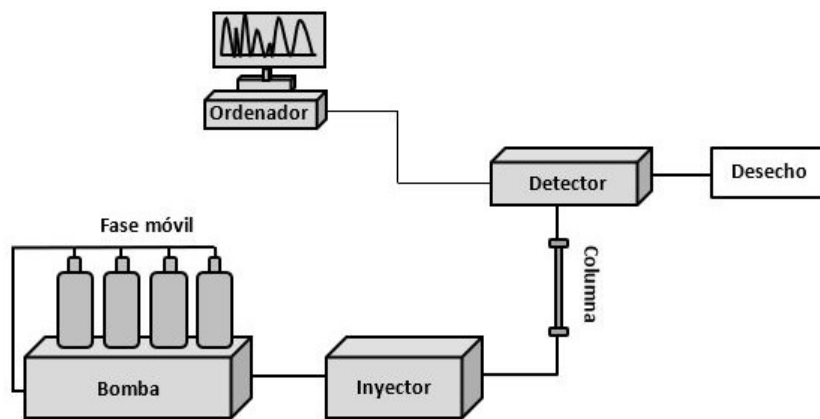 Ordenador
Detector
Desecho
Fase móvil
Columna
Bomba
Inyector